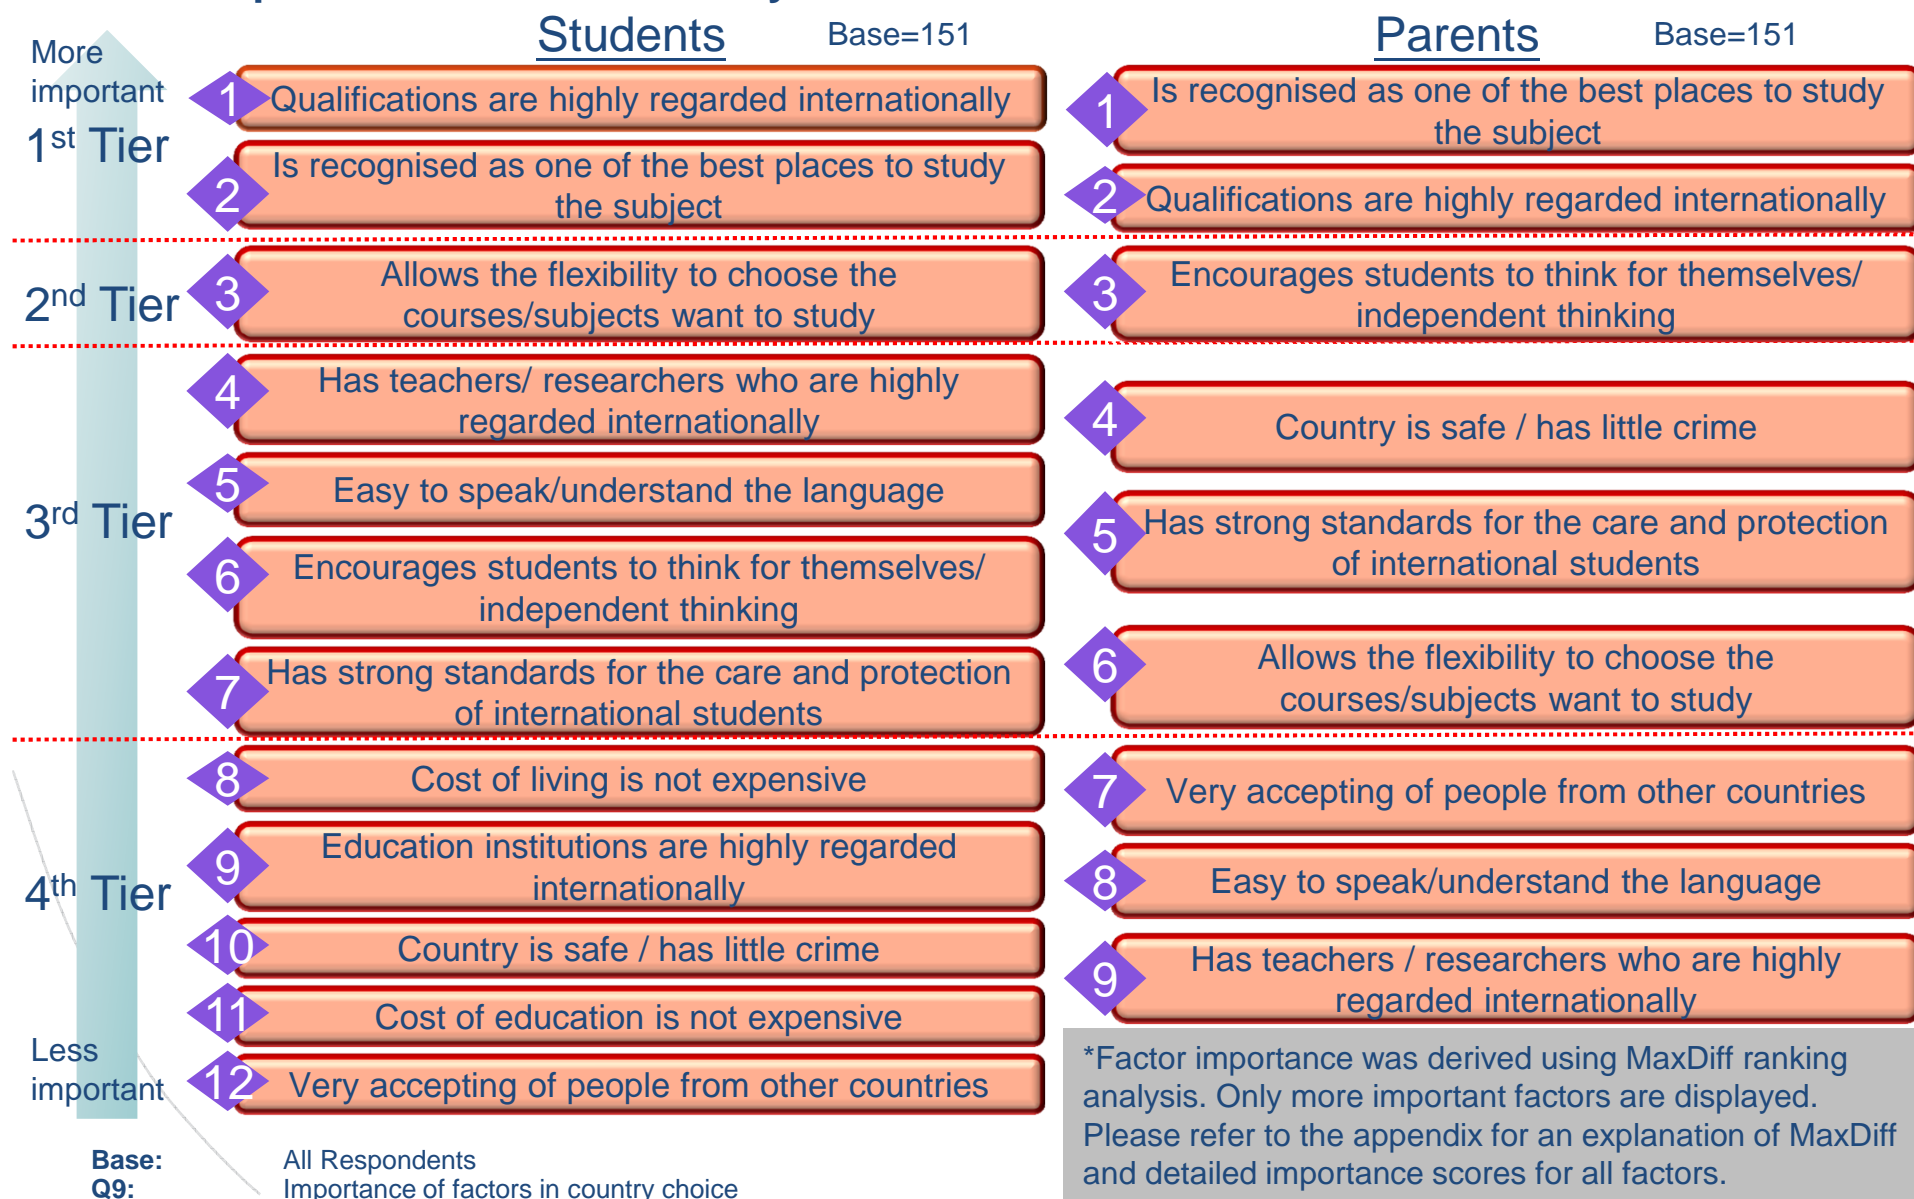 Students
Base=151
Parents
Base=151
More
important
1st Tier
1
Qualifications are highly regarded internationally
2
Is recognised as one of the best places to study
the subject
1
Is recognised as one of the best places to study
the subject
2
Qualifications are highly regarded internationally
2nd Tier
3
Allows the flexibility to choose the
courses/subjects want to study
3
Encourages students to think for themselves/
independent thinking
3rd Tier
4
Has teachers/ researchers who are highly
regarded internationally
5
Easy to speak/understand the language
6
Encourages students to think for themselves/
independent thinking
7
Has strong standards for the care and protection
of international students
4
Country is safe / has little crime
5
Has strong standards for the care and protection
of international students
6
Allows the flexibility to choose the
courses/subjects want to study
4th Tier
8
Cost of living is not expensive
9
Education institutions are highly regarded
internationally
10
Country is safe / has little crime
11
Cost of education is not expensive
12
Very accepting of people from other countries
7
Very accepting of people from other countries
8
Easy to speak/understand the language
9
Has teachers / researchers who are highly
regarded internationally
Less
important
*Factor importance was derived using MaxDiff ranking
analysis. Only more important factors are displayed.
Please refer to the appendix for an explanation of MaxDiff
and detailed importance scores for all factors.
Base: All Respondents
Q9: Importance of factors in country choice